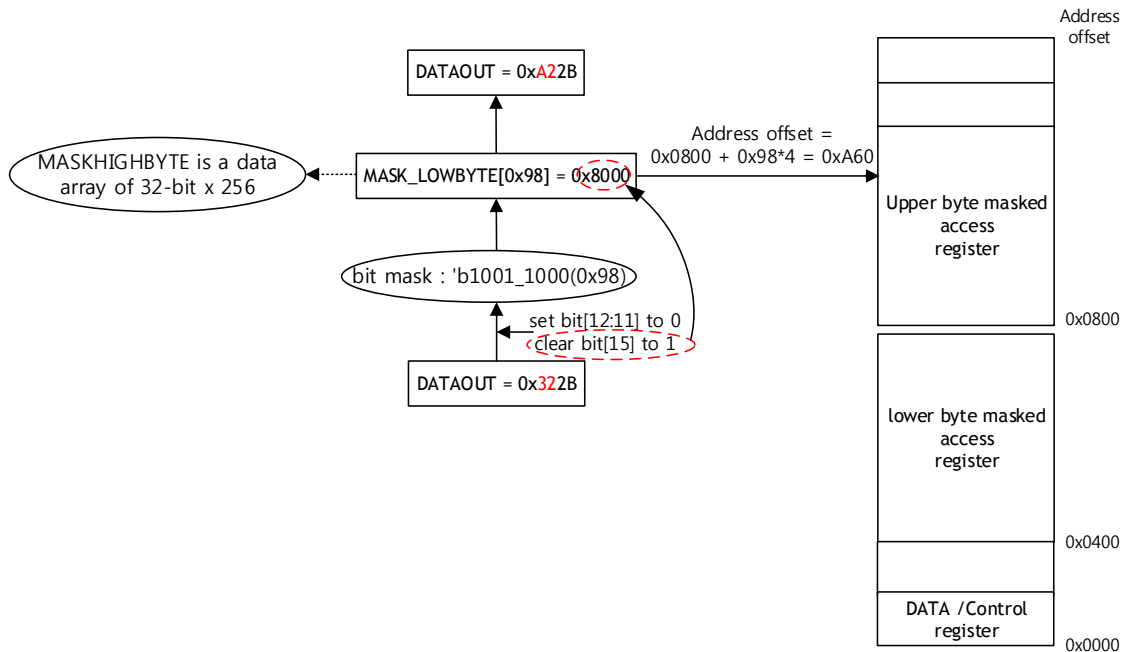 Address
offset
DATAOUT = 0xA22B
MASKHIGHBYTE is a data
array of 32-bit x 256
MASK_LOWBYTE[0x98] = 0x8000
Address offset =
0x0800 + 0x98*4 = 0xA60
Upper byte masked
access
register
bit mask : 'b1001_1000(0x98)
set bit[12:11] to 0
clear bit[15] to 1
0x0800
DATAOUT = 0x322B
lower byte masked
access
register
0x0400
DATA /Control
register
0x0000